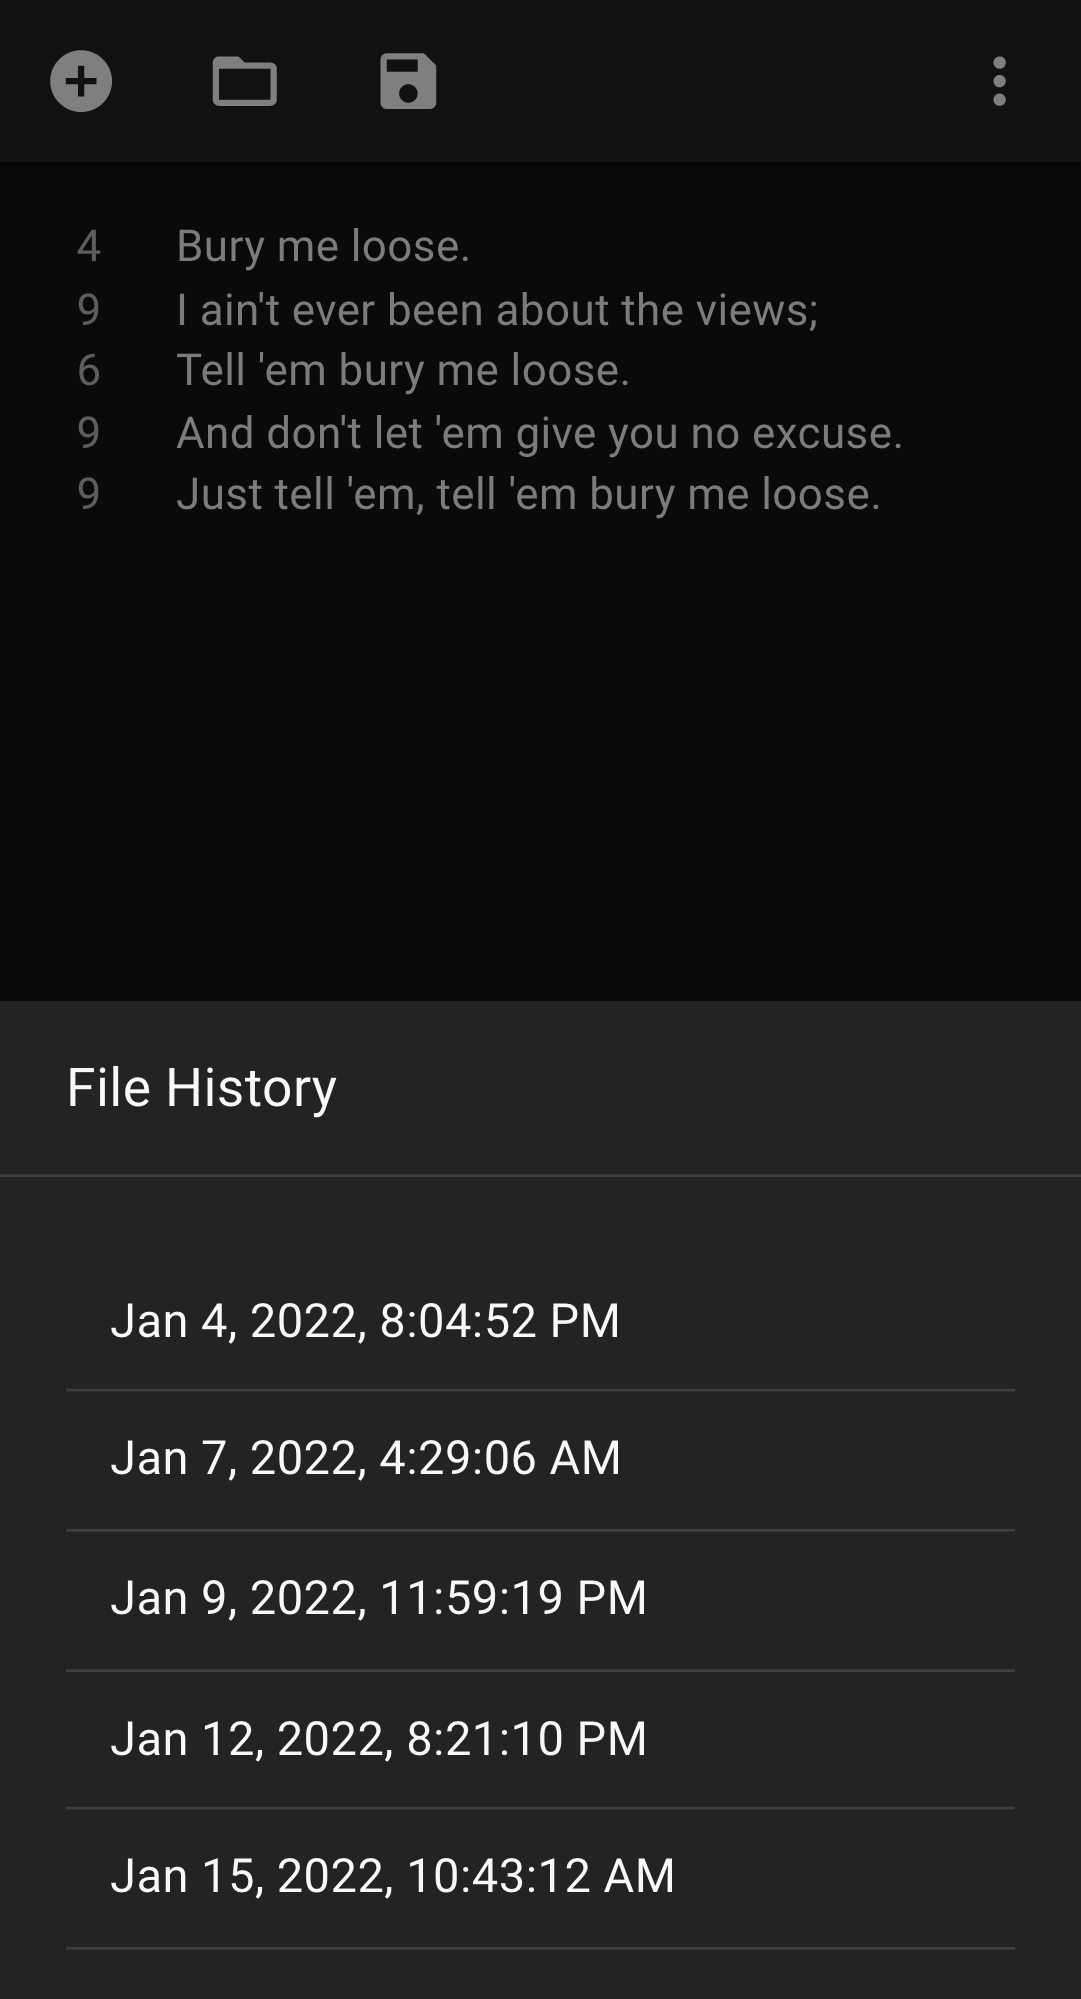 4 Bury me loose.
9 I ain't ever been about the views;
6 Tell 'em bury me loose.
9 And don't let 'em give you no excuse.
9 Just tell 'em, tell 'em bury me loose.
File History
Jan 4, 2022, 8:04:52 PM
Jan 7, 2022, 4:29:06 AM
Jan 9, 2022, 11:59:19 PM
Jan 12, 2022, 8:21:10 PM
Jan 15, 2022, 10:43:12 AM